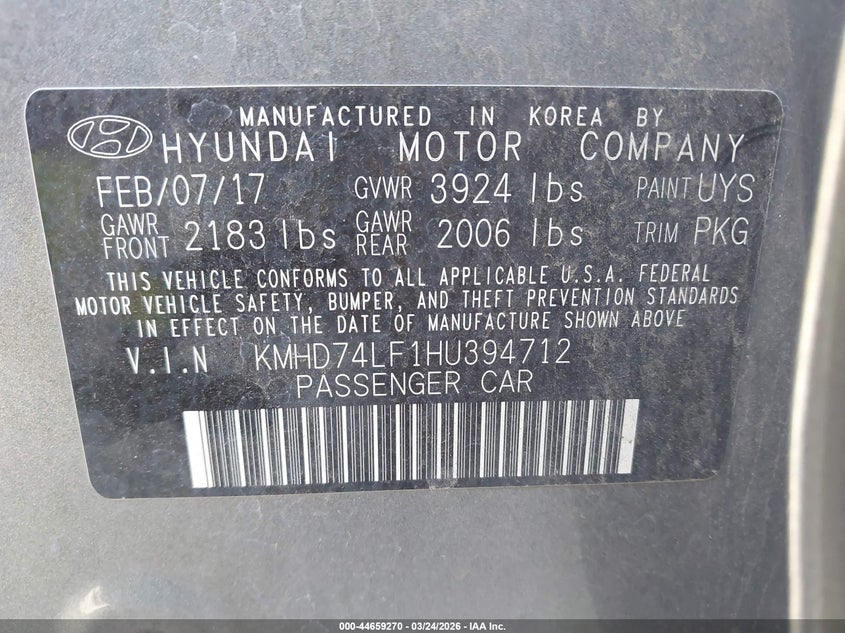 MANUFACTURED IN KOREA BY
HYUNDAI MOTOR COMPANY
FEB/07/17 GVWR 3924 lbs PAINT UYS
GAWR FRONT 2183 lbs GAWR REAR 2006 lbs TRIM PKG
THIS VEHICLE CONFORMS TO ALL APPLICABLE U.S.A. FEDERAL
MOTOR VEHICLE SAFETY, BUMPER, AND THEFT PREVENTION STANDARDS
IN EFFECT ON THE DATE OF MANUFACTURE SHOWN ABOVE
V.I.N KMHD74LF1HU394712
PASSENGER CAR
000-44659270 - 03/24/2026 - IAA Inc.